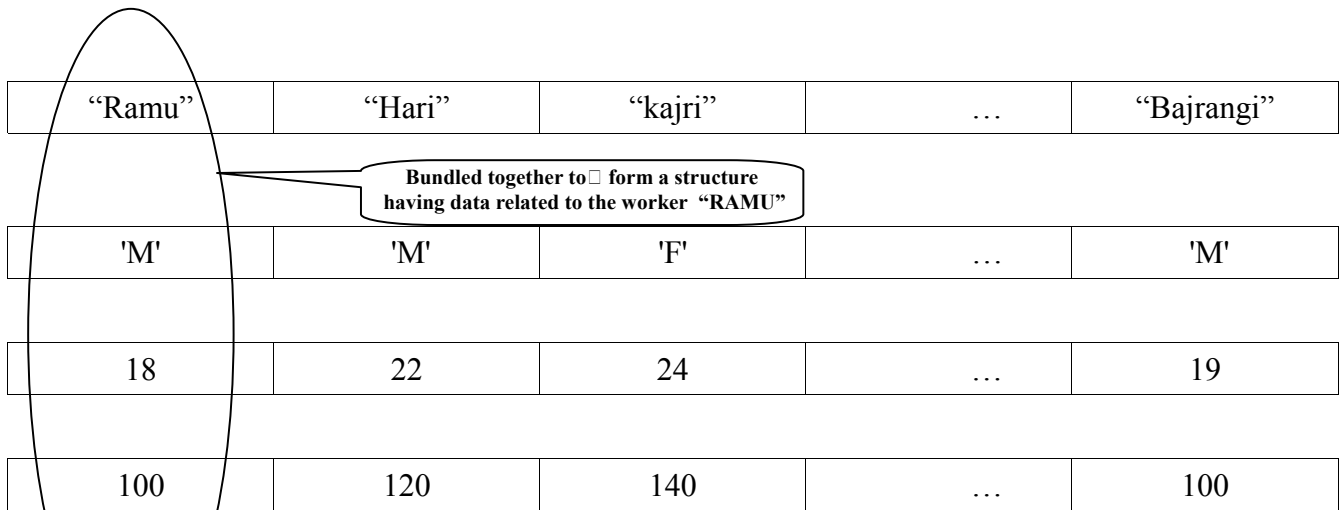 “Ramu” “Hari” “kajri” … “Bajrangi”
Bundled together to□ form a structure
having data related to the worker “RAMU”
'M' 'M' 'F' … 'M'
18 22 24 … 19
100 120 140 … 100